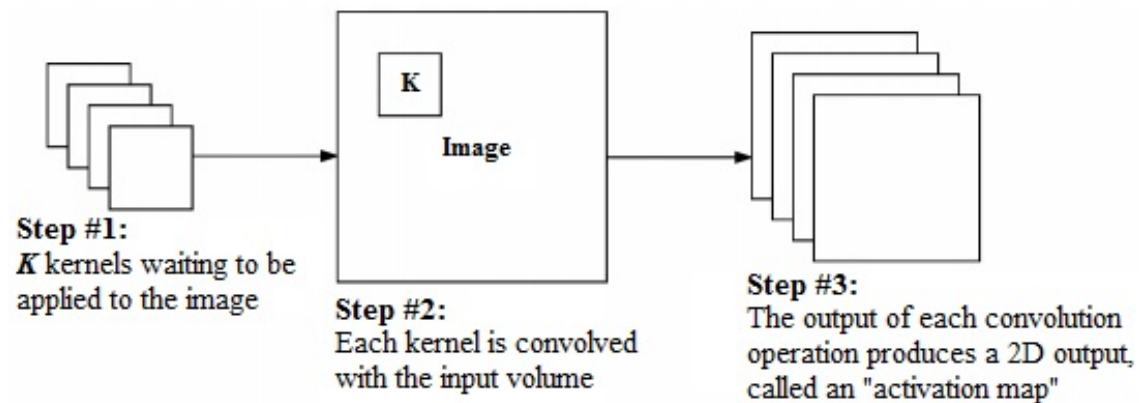 K
Image
Step #1:
K kernels waiting to be
applied to the image
Step #2:
Each kernel is convolved
with the input volume
Step #3:
The output of each convolution
operation produces a 2D output,
called an "activation map"